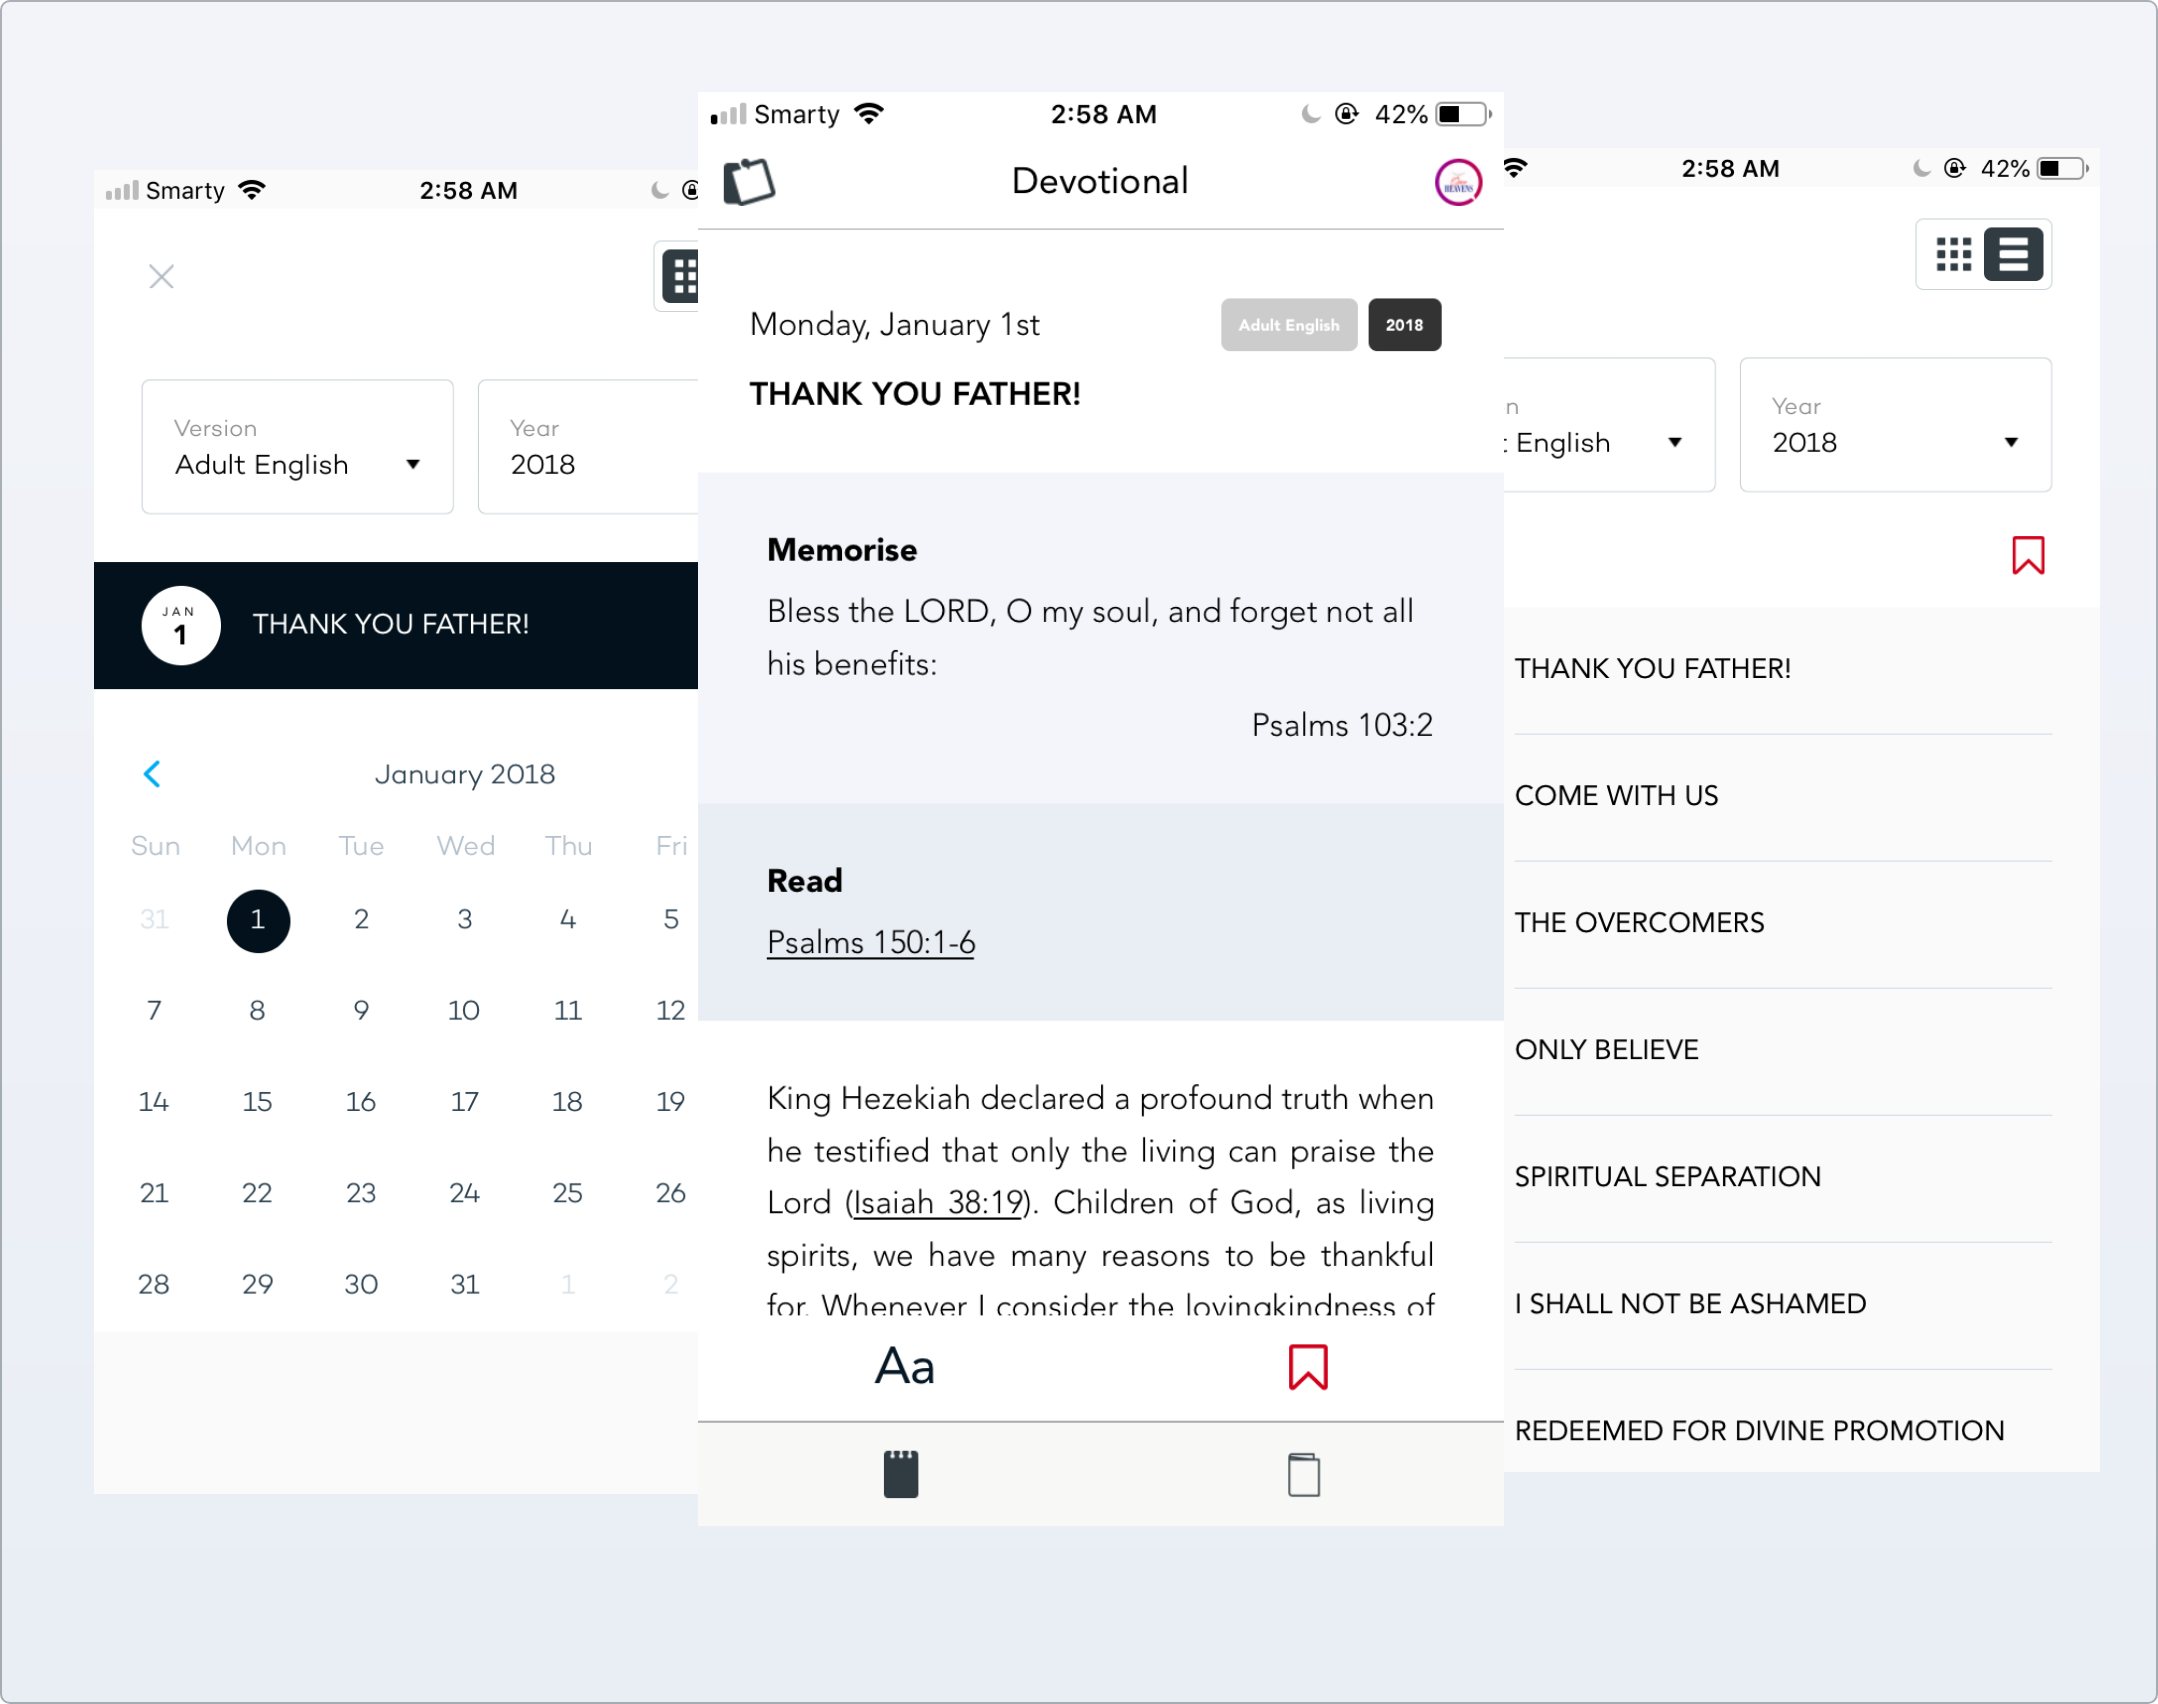 Smarty 2:58 AM
Version
Adult English
Year
2018
JAN
1
THANK YOU FATHER!
January 2018
Sun Mon Tue Wed Thu Fri
31 1 2 3 4 5
7 8 9 10 11 12
14 15 16 17 18 19
21 22 23 24 25 26
28 29 30 31 1 2
Smarty 2:58 AM 42%
Devotional
HEAVENS
Monday, January 1st Adult English 2018
THANK YOU FATHER!
Memorise
Bless the LORD, O my soul, and forget not all
his benefits:
Psalms 103:2
Read
Psalms 150:1-6
King Hezekiah declared a profound truth when
he testified that only the living can praise the
Lord (Isaiah 38:19). Children of God, as living
spirits, we have many reasons to be thankful
for. Whenever I consider the lovingkindness of
Aa
2:58 AM 42%
n
t English
Year
2018
THANK YOU FATHER!
COME WITH US
THE OVERCOMERS
ONLY BELIEVE
SPIRITUAL SEPARATION
I SHALL NOT BE ASHAMED
REDEEMED FOR DIVINE PROMOTION